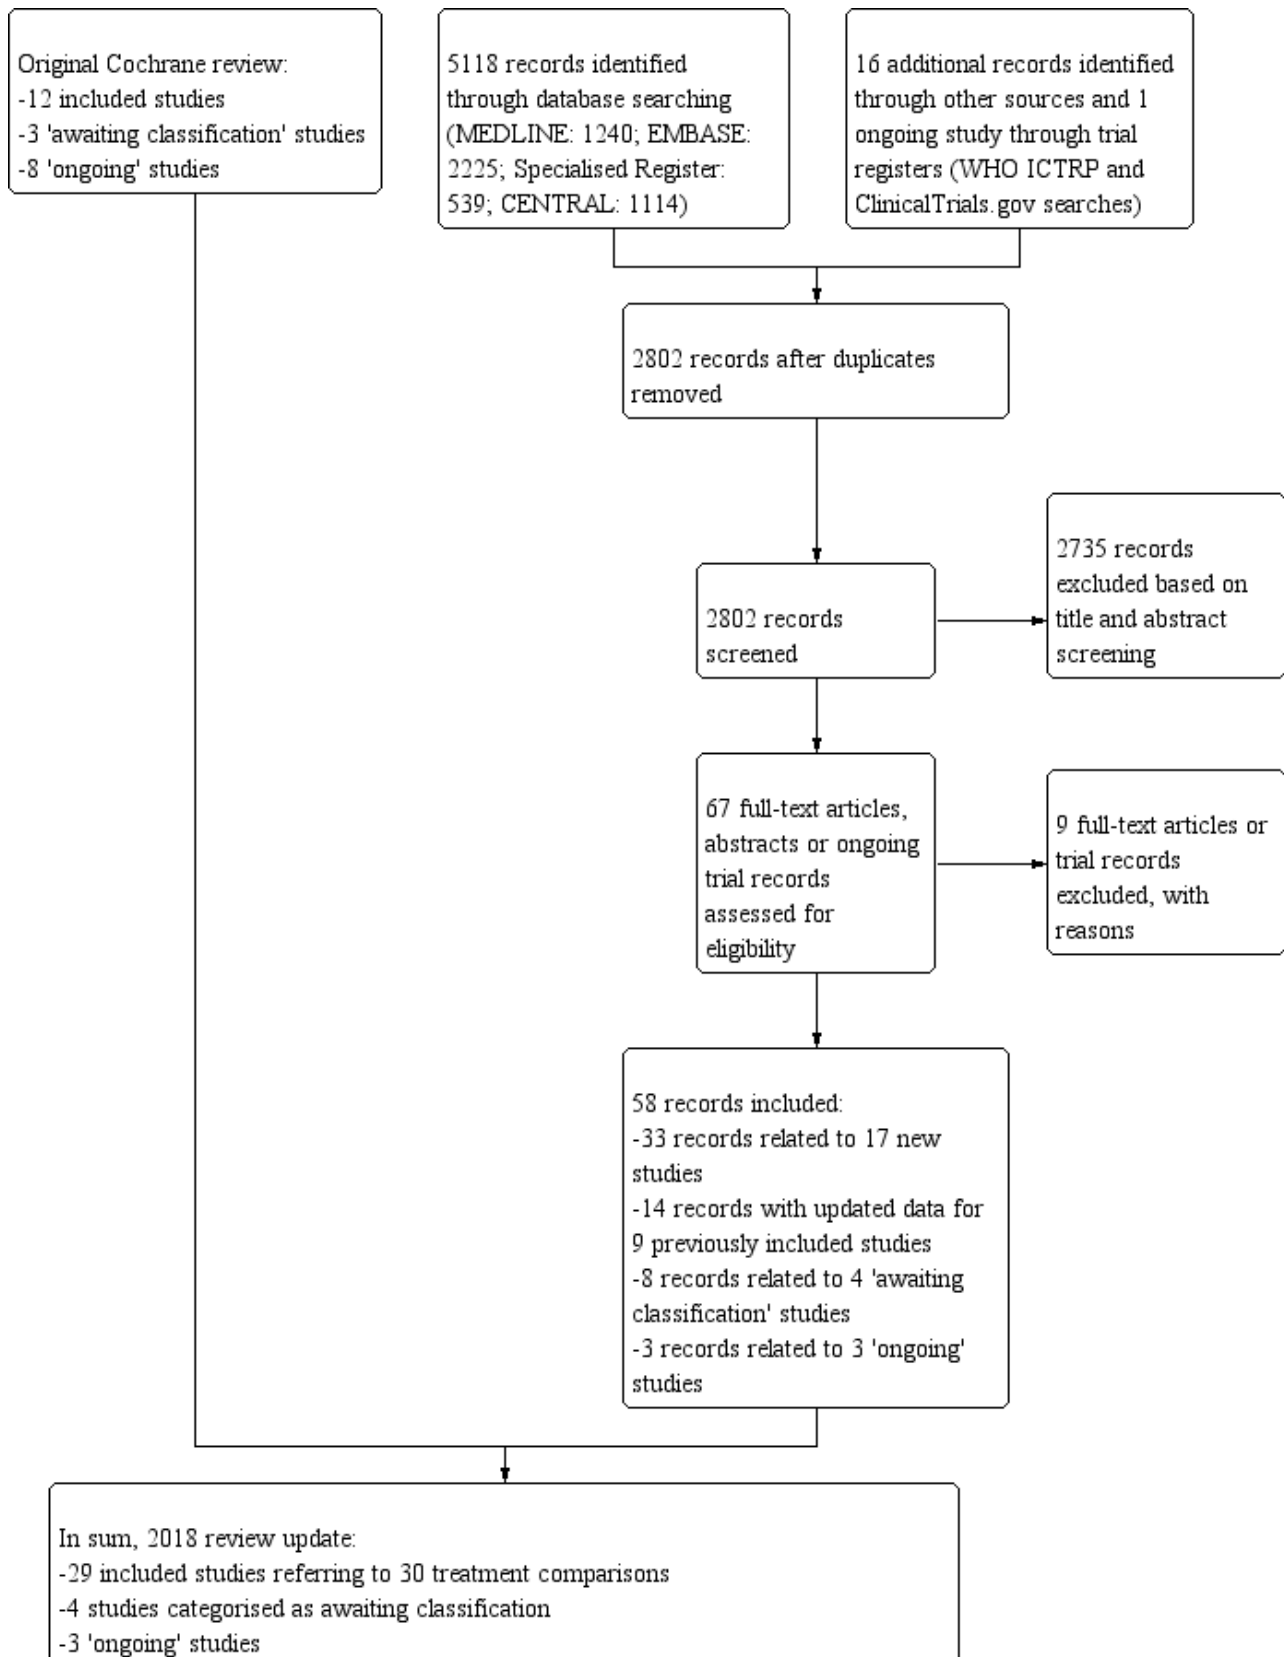 Original Cochrane review:
-12 included studies
-3 'awaiting classification' studies
-8 'ongoing' studies
5118 records identified
through database searching
(MEDLINE: 1240; EMBASE:
2225; Specialised Register:
539; CENTRAL: 1114)
16 additional records identified
through other sources and 1
ongoing study through trial
registers (WHO ICTRP and
ClinicalTrials.gov searches)
2802 records after duplicates
removed
2802 records
screened
2735 records
excluded based on
title and abstract
screening
67 full-text articles,
abstracts or ongoing
trial records
assessed for
eligibility
9 full-text articles or
trial records
excluded, with
reasons
58 records included:
-33 records related to 17 new
studies
-14 records with updated data for
9 previously included studies
-8 records related to 4 'awaiting
classification' studies
-3 records related to 3 'ongoing'
studies
In sum, 2018 review update:
-29 included studies referring to 30 treatment comparisons
-4 studies categorised as awaiting classification
-3 'ongoing' studies